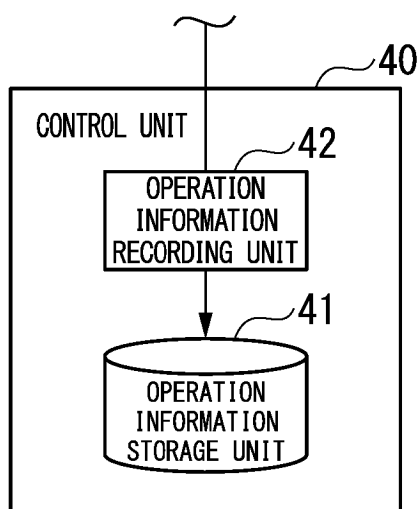 40
CONTROL UNIT
42
OPERATION
INFORMATION
RECORDING UNIT
41
OPERATION
INFORMATION
STORAGE UNIT